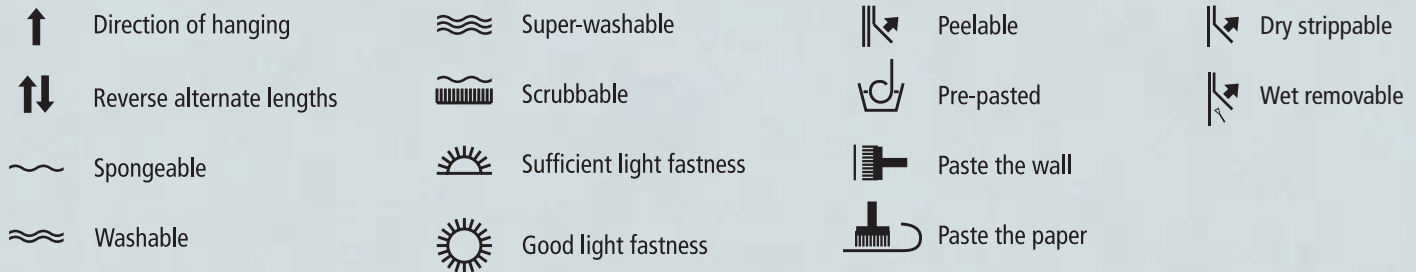 Direction of hanging
Reverse alternate lengths
Spongeable
Washable
Super-washable
Scrubbable
Sufficient light fastness
Good light fastness
Peelable
Pre-pasted
Paste the wall
Paste the paper
Dry strippable
Wet removable